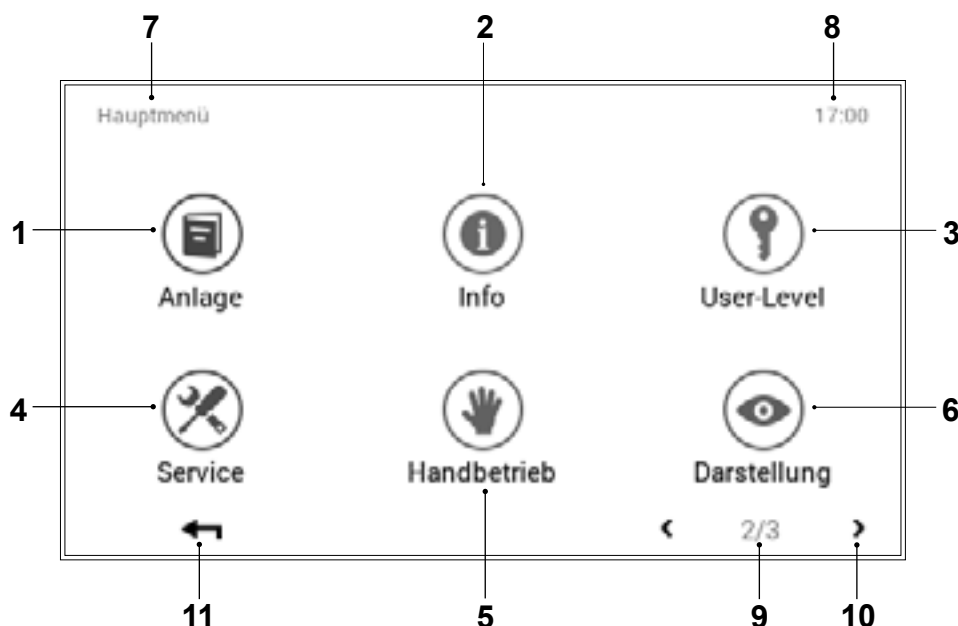 7 2 8
Hauptmenü 17:00
1 3
Anlage Info User-Level
4 6
Service Handbetrieb Darstellung
2/3
11 5 9 10